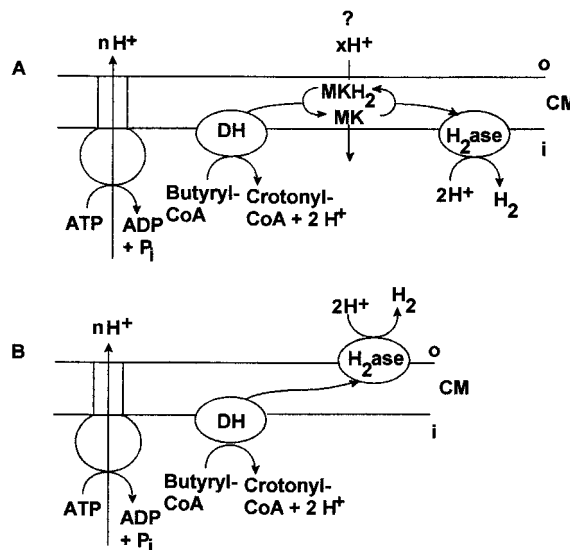 ?
nH+
xH+
A
o
MKH2
MK
CM
DH
H2ase
i
Butyryl-
CoA
Crotonyl-
CoA + 2 H+
2H+
H2
ATP
ADP
+ Pi
2H+
H2
nH+
B
H2ase
o
CM
DH
i
Butyryl-
CoA
Crotonyl-
CoA + 2 H+
ATP
ADP
+ Pi